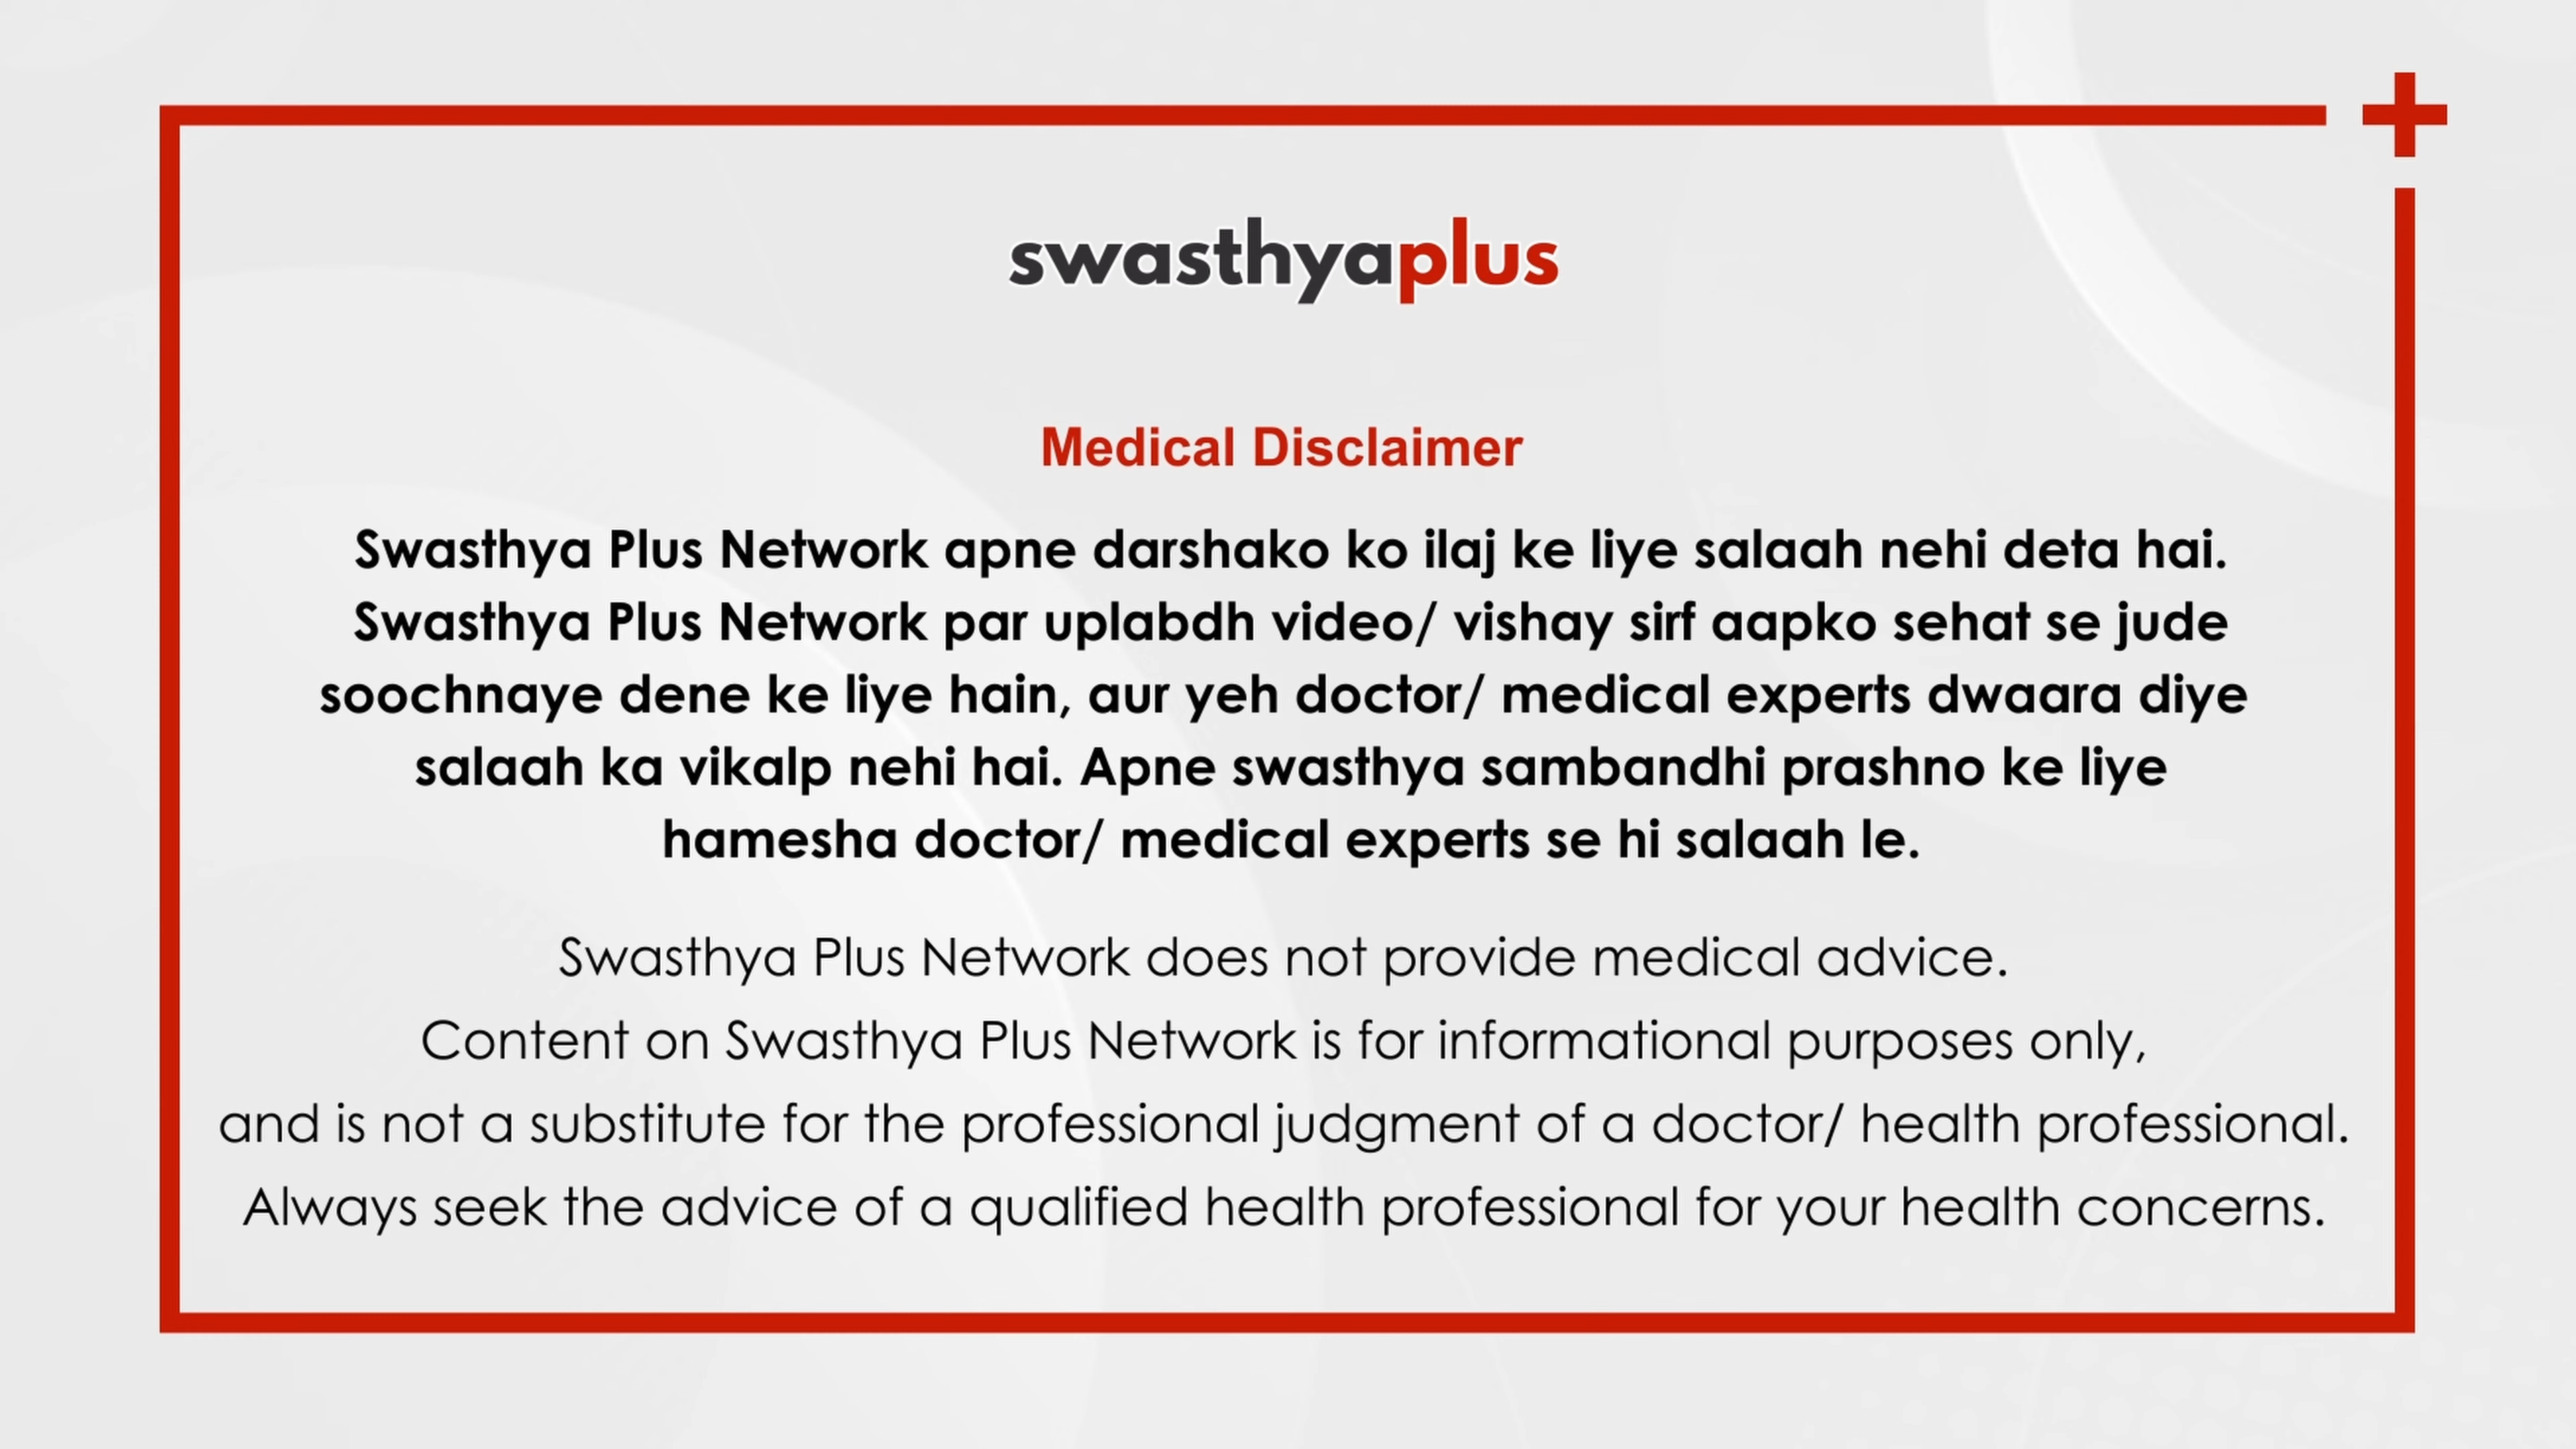 swasthyaplus
Medical Disclaimer
Swasthya Plus Network apne darshako ko ilaj ke liye salaah nehi deta hai.
Swasthya Plus Network par uplabdh video/ vishay sirf aapko sehat se jude
soochnaye dene ke liye hain, aur yeh doctor/ medical experts dwaara diye
salaah ka vikalp nehi hai. Apne swasthya sambandhi prashno ke liye
hamesha doctor/ medical experts se hi salaah le.
Swasthya Plus Network does not provide medical advice.
Content on Swasthya Plus Network is for informational purposes only,
and is not a substitute for the professional judgment of a doctor/ health professional.
Always seek the advice of a qualified health professional for your health concerns.